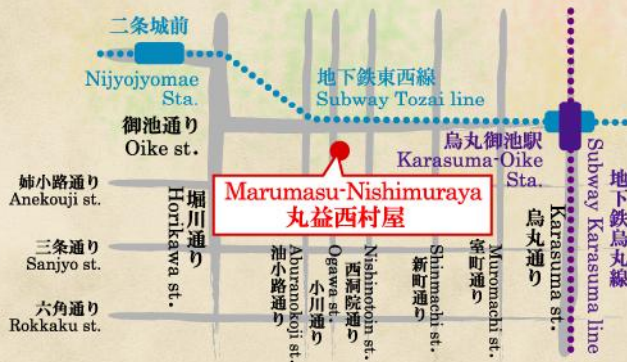 二条城前
Nijyojyomae
Sta.
地下鉄東西線
Subway Tozai line
御池通り
Oike st.
烏丸御池駅
Karasuma-Oike
Sta.
Marumasu-Nishimuraya
丸益西村屋
姉小路通り
Anekouji st.
三条通り
Sanjyo st.
六角通り
Rokkaku st.
堀川通り
Horikawa st.
油小路通り
Aburanokoji st.
小川通り
Ogawa st.
西洞院通り
Nishinotoin st.
新町通り
Shinmachi st.
室町通り
Muromachi st.
烏丸通り
Karasuma st.
Subway Karasuma line
地下鉄烏丸線